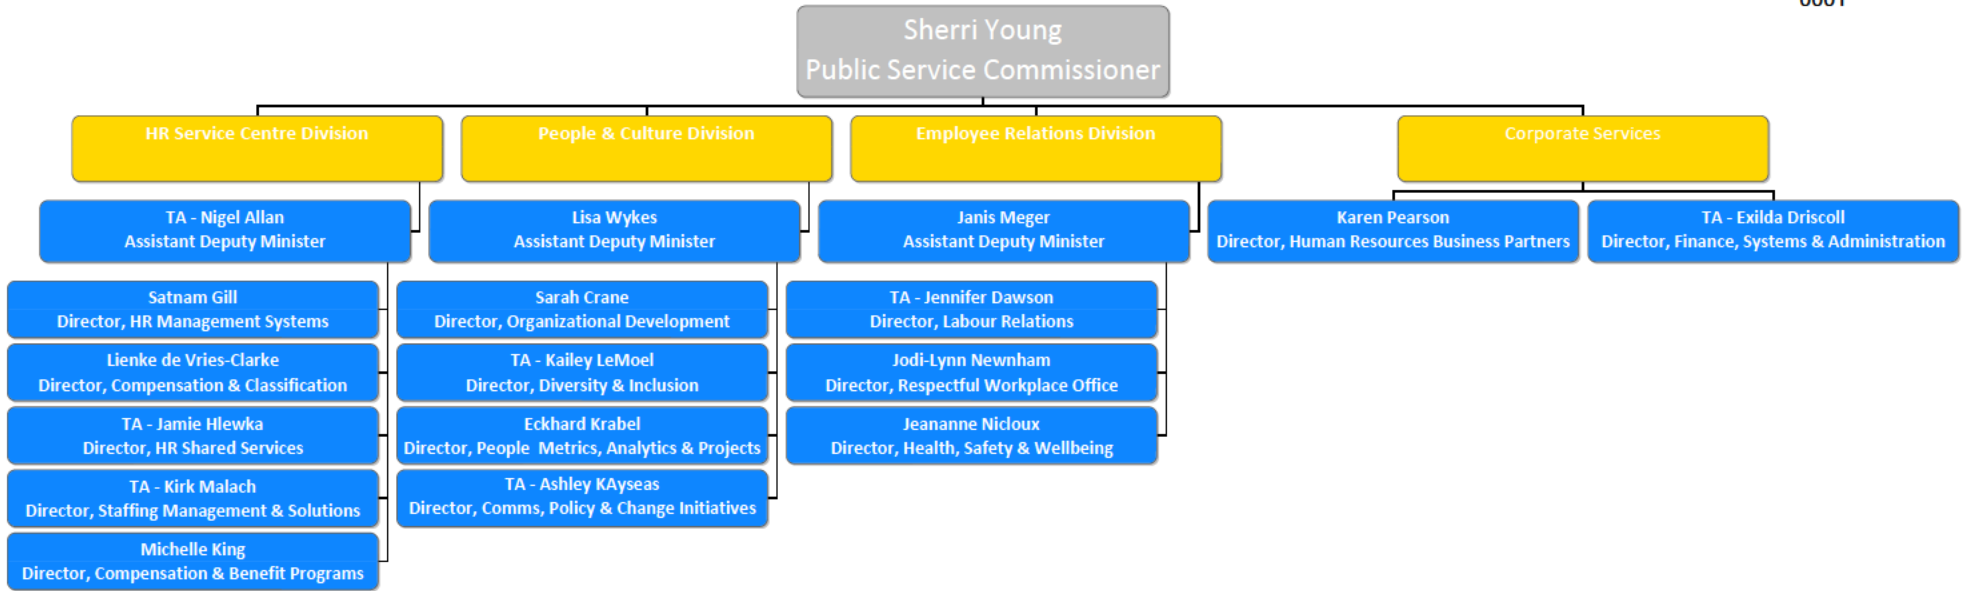 Sherri Young
Public Service Commissioner
HR Service Centre Division
People & Culture Division
Employee Relations Division
Corporate Services
TA - Nigel Allan
Assistant Deputy Minister
Lisa Wykes
Assistant Deputy Minister
Janis Meger
Assistant Deputy Minister
Karen Pearson
Director, Human Resources Business Partners
TA - Exilda Driscoll
Director, Finance, Systems & Administration
Satnam Gill
Director, HR Management Systems
Sarah Crane
Director, Organizational Development
TA - Jennifer Dawson
Director, Labour Relations
Lienke de Vries-Clarke
Director, Compensation & Classification
TA - Kailey LeMoel
Director, Diversity & Inclusion
Jodi-Lynn Newnham
Director, Respectful Workplace Office
TA - Jamie Hlewka
Director, HR Shared Services
Eckhard Krabel
Director, People  Metrics, Analytics & Projects
Jeananne Nicloux
Director, Health, Safety & Wellbeing
TA - Kirk Malach
Director, Staffing Management & Solutions
TA - Ashley KAyseas
Director, Comms, Policy & Change Initiatives
Michelle King
Director, Compensation & Benefit Programs